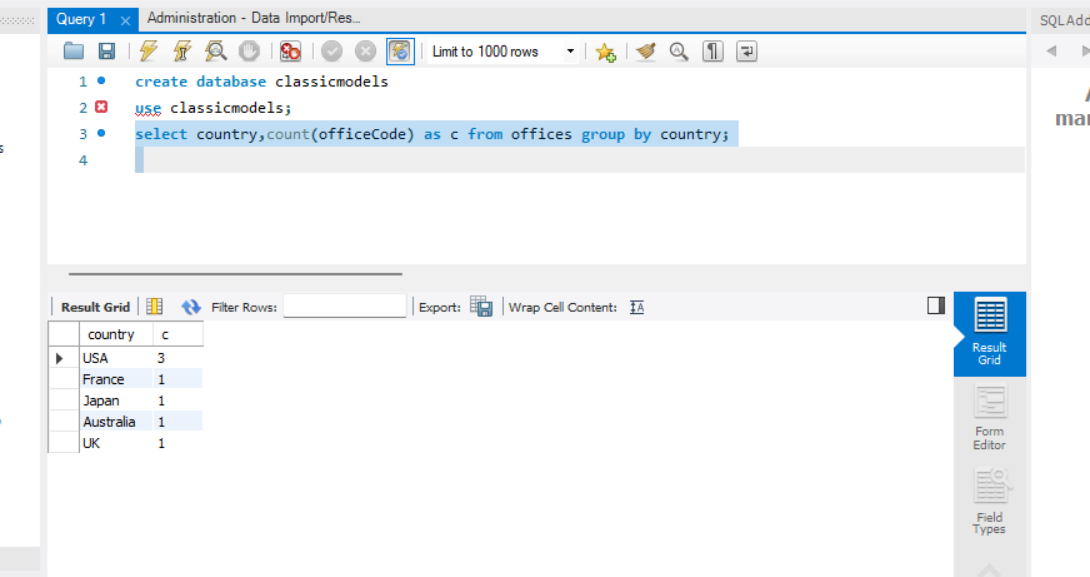 Query 1 Administration - Data Import/Res...
SQLAdd
Limit to 1000 rows
1 create database classicmodels
2 use classicmodels;
3 select country,count(officeCode) as c from offices group by country;
4
s
mar
Result Grid Filter Rows: Export: Wrap Cell Content: IA
country c
USA 3
France 1
Japan 1
Australia 1
UK 1
Result
Grid
Form
Editor
Field
Types